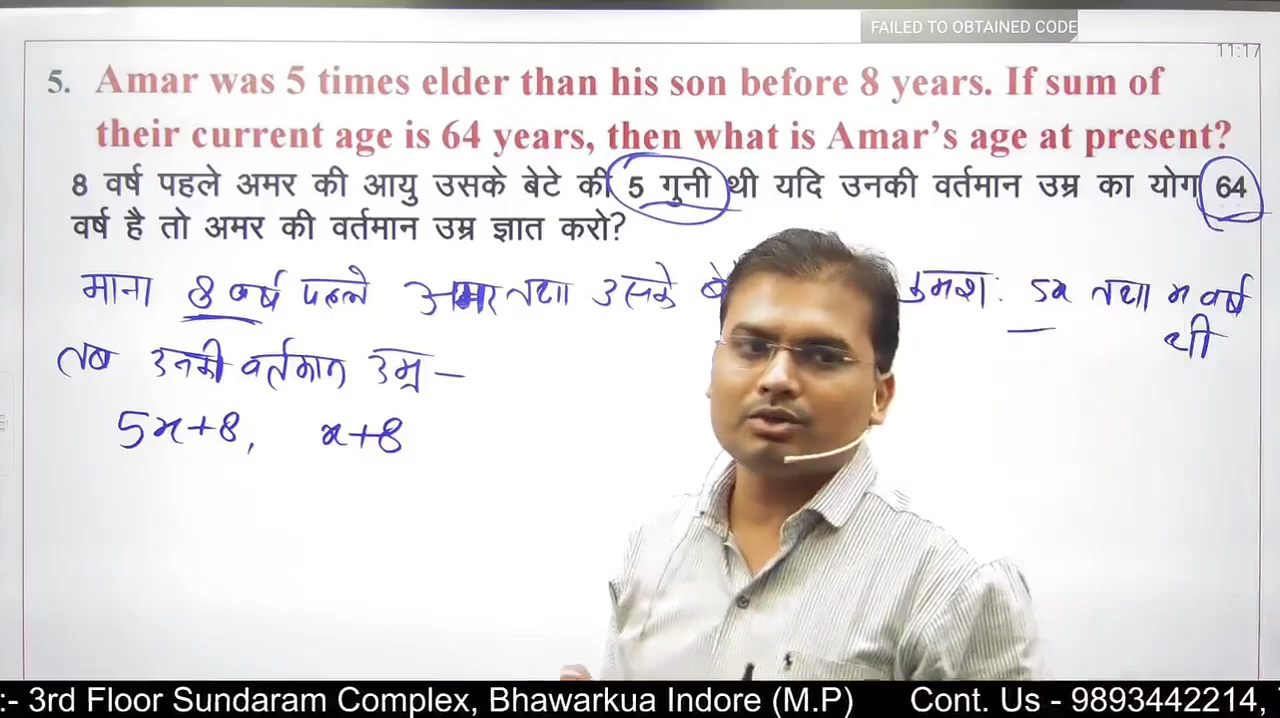 FAILED TO OBTAINED CODE
11:17
5. Amar was 5 times elder than his son before 8 years. If sum of
their current age is 64 years, then what is Amar's age at present?
8 वर्ष पहले अमर की आयु उसके बेटे की 5 गुनी थी यदि उनकी वर्तमान उम्र का योग 64
वर्ष है तो अमर की वर्तमान उम्र ज्ञात करो?
माना 8 वर्ष पहले अमर तथा उसके क्रमशः 5x तथा x वर्ष
थी
तब उनकी वर्तमान उम्र –
5x+8, x+8
:- 3rd Floor Sundaram Complex, Bhawarkua Indore (M.P) Cont. Us - 9893442214,